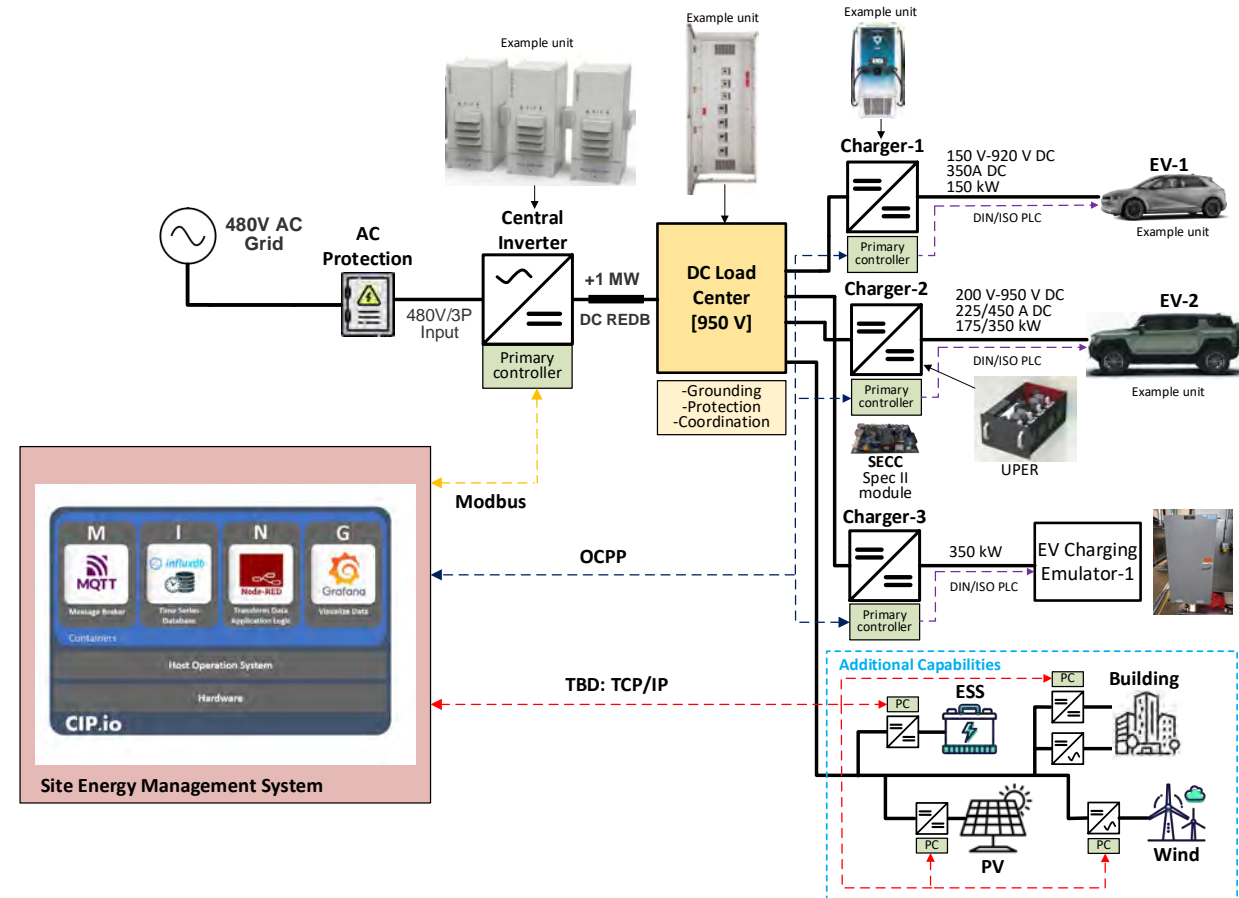 Example unit
Example unit
Example unit
480V AC
Grid
AC
Protection
480V/3P
Input
Central
Inverter
Primary
controller
+1 MW
DC REDB
DC Load
Center
[950 V]
-Grounding
-Protection
-Coordination
Charger-1
Primary
controller
150 V-920 V DC
350A DC
150 kW
DIN/ISO PLC
EV-1
Example unit
Charger-2
Primary
controller
200 V-950 V DC
225/450 A DC
175/350 kW
DIN/ISO PLC
EV-2
Example unit
SECC
Spec II
module
UPER
Charger-3
Primary
controller
350 kW
DIN/ISO PLC
EV Charging
Emulator-1
Modbus
OCPP
TBD: TCP/IP
M
MQTT
Message Broker
I
influxdb
Time Series
Database
N
Node-RED
Transform Data
Application Logic
G
Grafana
Visualize Data
Containers
Host Operation System
Hardware
CIP.io
Site Energy Management System
Additional Capabilities
PC
ESS
PC
Building
PC
PV
PC
Wind